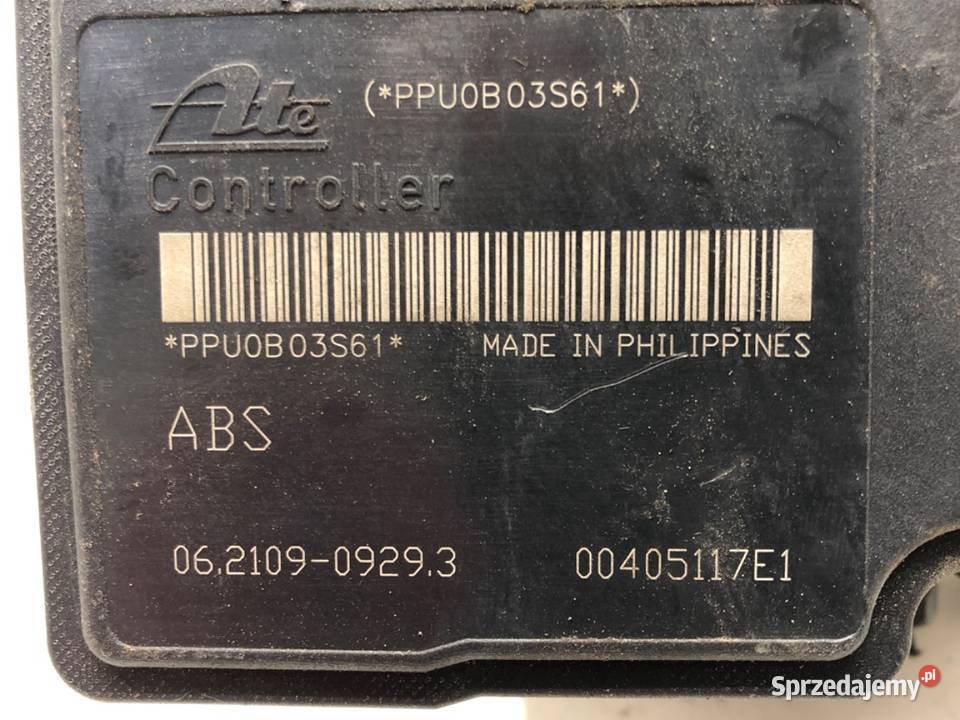 Ate (*PPU0B03S61*)
Controller
*PPU0B03S61* MADE IN PHILIPPINES
ABS
06.2109-0929.3 00405117E1
Sprzedajemy.pl